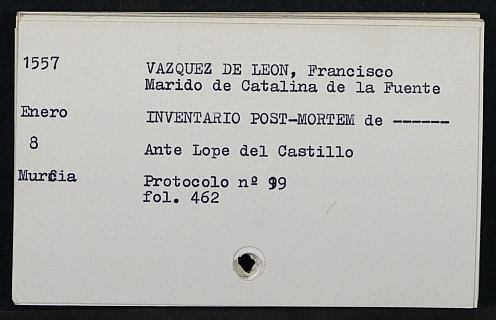 1557
VAZQUEZ DE LEON, Francisco
Marido de Catalina de la Fuente
Enero
INVENTARIO POST-MORTEM de ------
8
Ante Lope del Castillo
Murcia
Protocolo nº 99
fol. 462